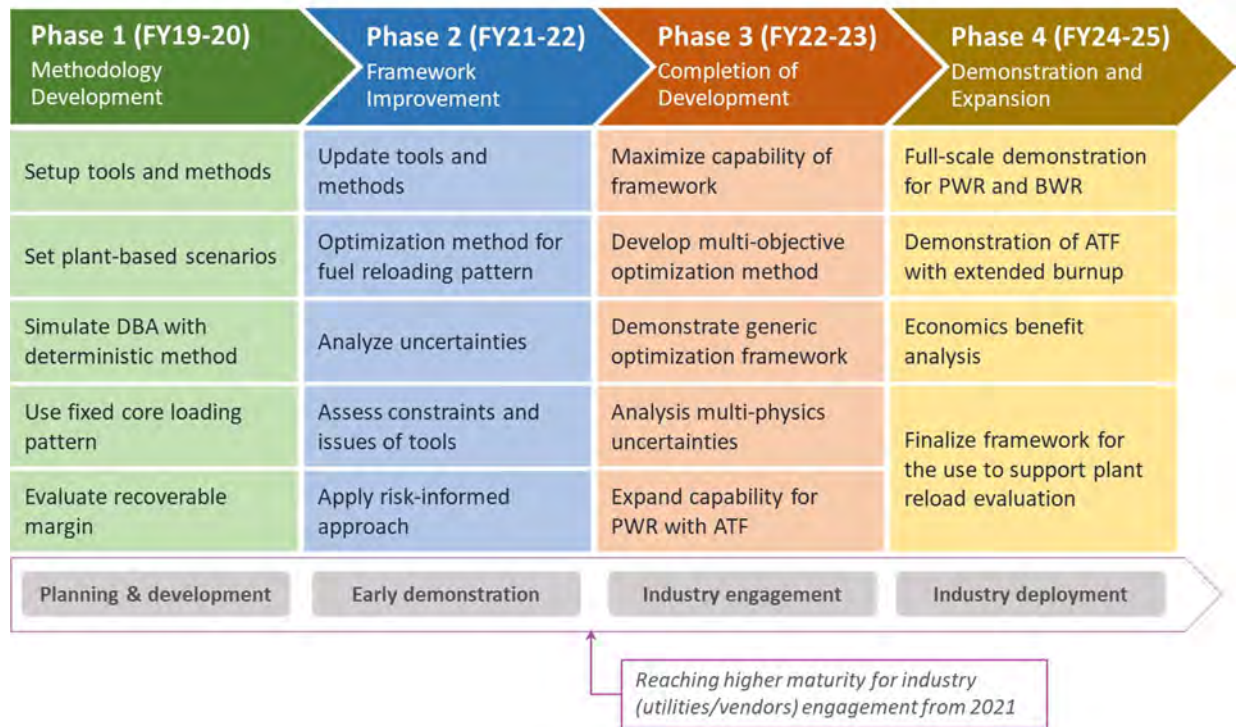 Phase 1 (FY19-20)
Methodology
Development
Phase 2 (FY21-22)
Framework
Improvement
Phase 3 (FY22-23)
Completion of
Development
Phase 4 (FY24-25)
Demonstration and
Expansion
Setup tools and methods
Update tools and
methods
Maximize capability of
framework
Full-scale demonstration
for PWR and BWR
Set plant-based scenarios
Optimization method for
fuel reloading pattern
Develop multi-objective
optimization method
Demonstration of ATF
with extended burnup
Simulate DBA with
deterministic method
Analyze uncertainties
Demonstrate generic
optimization framework
Economics benefit
analysis
Use fixed core loading
pattern
Assess constraints and
issues of tools
Analysis multi-physics
uncertainties
Finalize framework for
the use to support plant
reload evaluation
Evaluate recoverable
margin
Apply risk-informed
approach
Expand capability for
PWR with ATF
Planning & development
Early demonstration
Industry engagement
Industry deployment
Reaching higher maturity for industry
(utilities/vendors) engagement from 2021